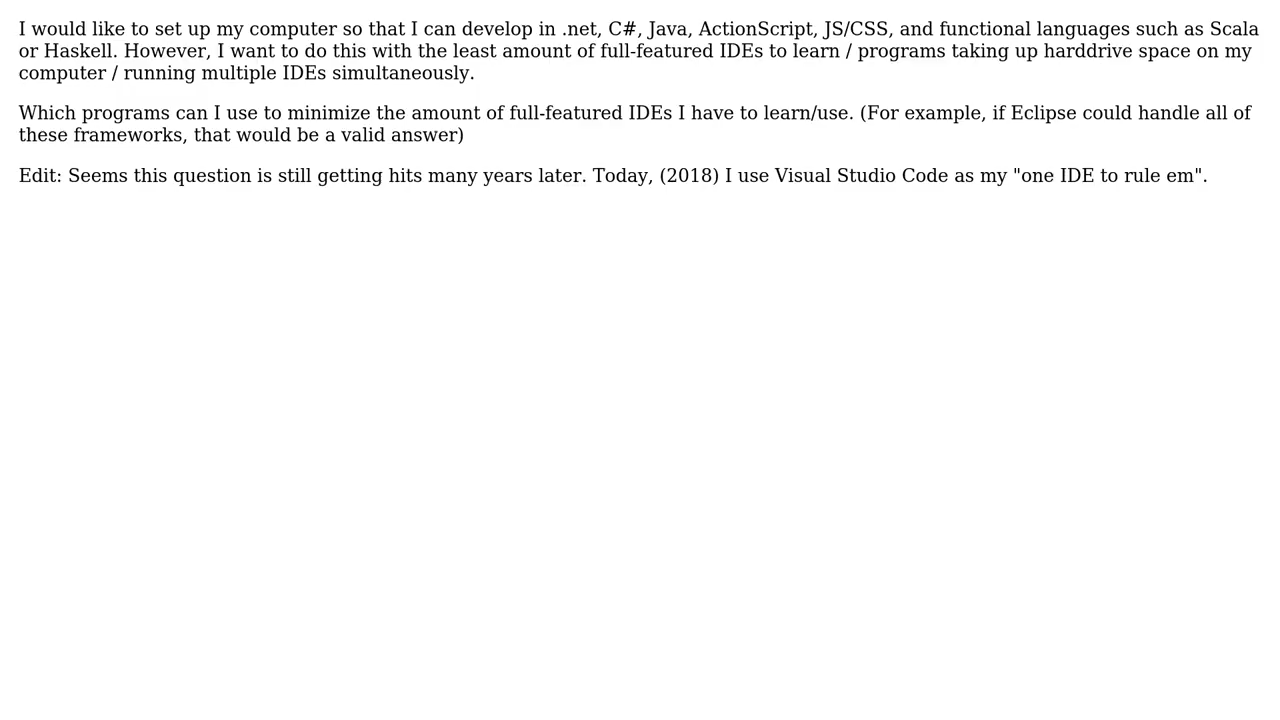 I would like to set up my computer so that I can develop in .net, C#, Java, ActionScript, JS/CSS, and functional languages such as Scala
or Haskell. However, I want to do this with the least amount of full-featured IDEs to learn / programs taking up harddrive space on my
computer / running multiple IDEs simultaneously.
Which programs can I use to minimize the amount of full-featured IDEs I have to learn/use. (For example, if Eclipse could handle all of
these frameworks, that would be a valid answer)
Edit: Seems this question is still getting hits many years later. Today, (2018) I use Visual Studio Code as my "one IDE to rule em".